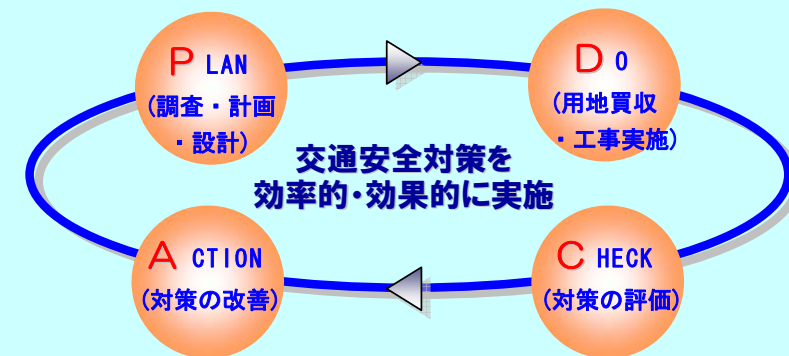 PLAN
(調査・計画
・設計)
DO
(用地買収
・工事実施)
交通安全対策を
効率的・効果的に実施
ACTION
(対策の改善)
CHECK
(対策の評価)